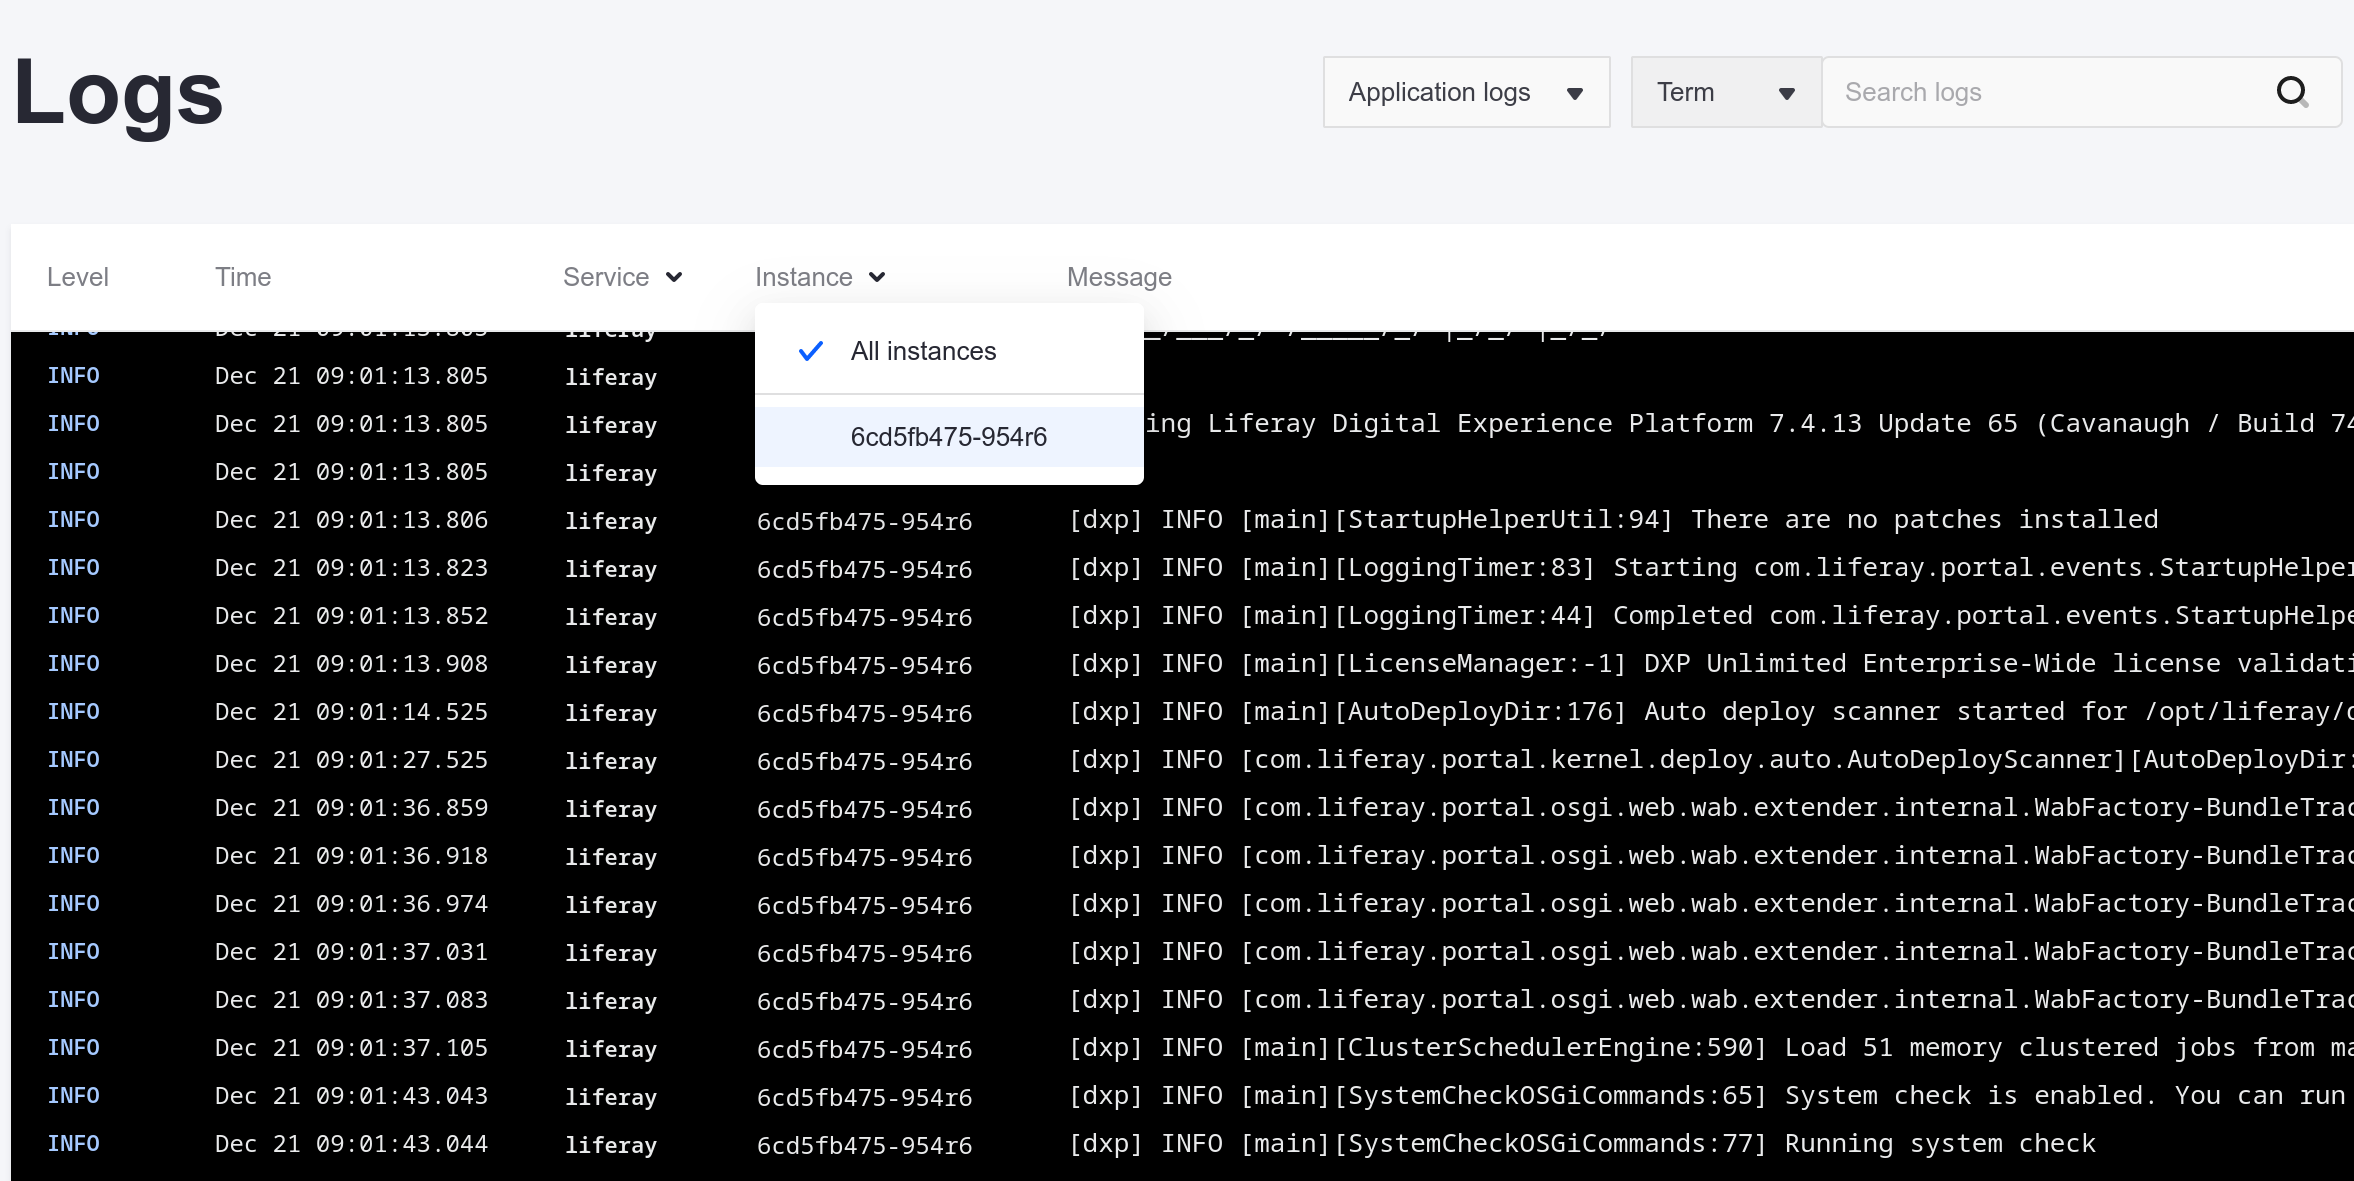 Logs
Application logs
Term
Search logs
Level Time Service Instance Message
All instances
6cd5fb475-954r6
INFO Dec 21 09:01:13.805 liferay
INFO Dec 21 09:01:13.805 liferay
INFO Dec 21 09:01:13.805 liferay ing Liferay Digital Experience Platform 7.4.13 Update 65 (Cavanaugh / Build 74
INFO Dec 21 09:01:13.805 liferay
INFO Dec 21 09:01:13.806 liferay 6cd5fb475-954r6 [dxp] INFO [main][StartupHelperUtil:94] There are no patches installed
INFO Dec 21 09:01:13.823 liferay 6cd5fb475-954r6 [dxp] INFO [main][LoggingTimer:83] Starting com.liferay.portal.events.StartupHelper
INFO Dec 21 09:01:13.852 liferay 6cd5fb475-954r6 [dxp] INFO [main][LoggingTimer:44] Completed com.liferay.portal.events.StartupHelpe
INFO Dec 21 09:01:13.908 liferay 6cd5fb475-954r6 [dxp] INFO [main][LicenseManager:-1] DXP Unlimited Enterprise-Wide license validati
INFO Dec 21 09:01:14.525 liferay 6cd5fb475-954r6 [dxp] INFO [main][AutoDeployDir:176] Auto deploy scanner started for /opt/liferay/
INFO Dec 21 09:01:27.525 liferay 6cd5fb475-954r6 [dxp] INFO [com.liferay.portal.kernel.deploy.auto.AutoDeployScanner][AutoDeployDir:
INFO Dec 21 09:01:36.859 liferay 6cd5fb475-954r6 [dxp] INFO [com.liferay.portal.osgi.web.wab.extender.internal.WabFactory-BundleTrac
INFO Dec 21 09:01:36.918 liferay 6cd5fb475-954r6 [dxp] INFO [com.liferay.portal.osgi.web.wab.extender.internal.WabFactory-BundleTrac
INFO Dec 21 09:01:36.974 liferay 6cd5fb475-954r6 [dxp] INFO [com.liferay.portal.osgi.web.wab.extender.internal.WabFactory-BundleTrac
INFO Dec 21 09:01:37.031 liferay 6cd5fb475-954r6 [dxp] INFO [com.liferay.portal.osgi.web.wab.extender.internal.WabFactory-BundleTrac
INFO Dec 21 09:01:37.083 liferay 6cd5fb475-954r6 [dxp] INFO [com.liferay.portal.osgi.web.wab.extender.internal.WabFactory-BundleTrac
INFO Dec 21 09:01:37.105 liferay 6cd5fb475-954r6 [dxp] INFO [main][ClusterSchedulerEngine:590] Load 51 memory clustered jobs from ma
INFO Dec 21 09:01:43.043 liferay 6cd5fb475-954r6 [dxp] INFO [main][SystemCheckOSGiCommands:65] System check is enabled. You can run
INFO Dec 21 09:01:43.044 liferay 6cd5fb475-954r6 [dxp] INFO [main][SystemCheckOSGiCommands:77] Running system check